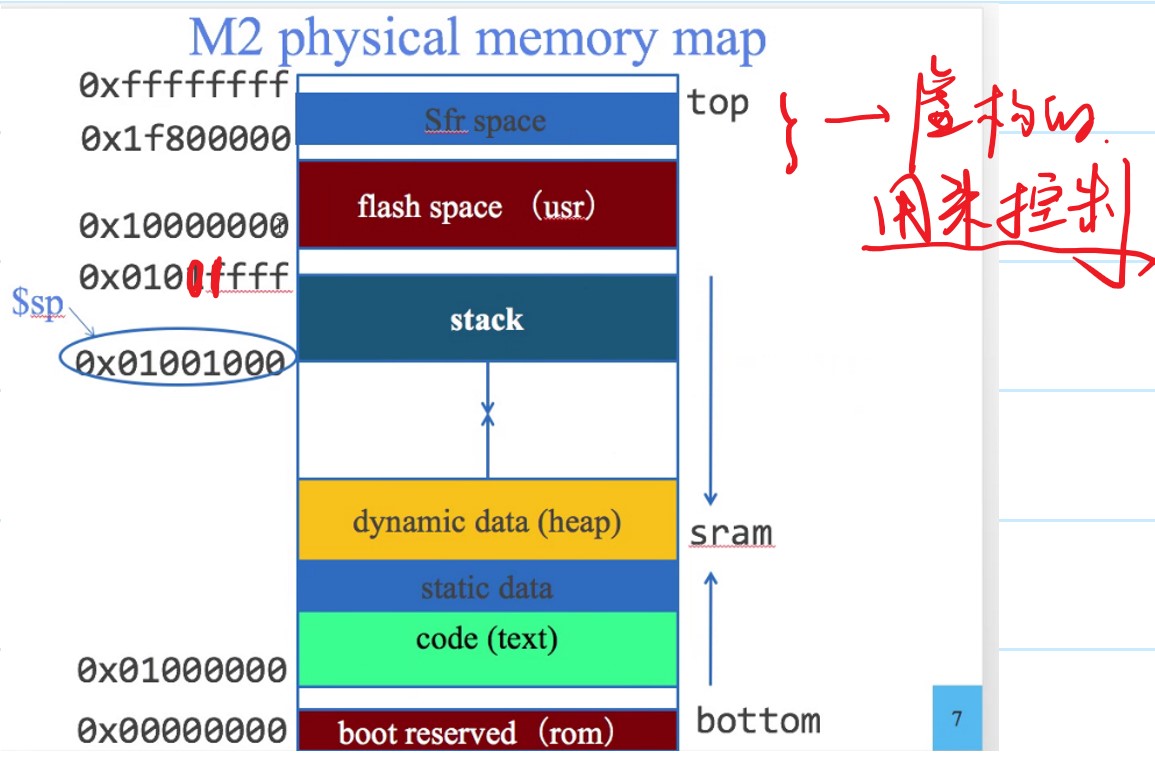 M2 physical memory map
0xffffffff
top
Sfr space
0x1f800000
→虚构的.
用来控制
flash space (usr)
0x10000000
0x0101ffff
01
$sp
stack
0x01001000
dynamic data (heap)
sram
static data
code (text)
0x01000000
bottom
0x00000000
boot reserved (rom)
7